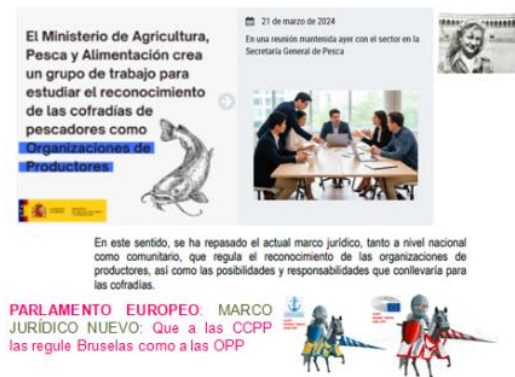 El Ministerio de Agricultura,
Pesca y Alimentación crea
un grupo de trabajo para
estudiar el reconocimiento
de las cofradías de
pescadores como
Organizaciones de
Productores
21 de marzo de 2024
En una reunión mantenida ayer con el sector en la
Secretaría General de Pesca
En este sentido, se ha repasado el actual marco jurídico, tanto a nivel nacional
como comunitario, que regula el reconocimiento de las organizaciones de
productores, así como las posibilidades y responsabilidades que conllevaría para
las cofradías.
PARLAMENTO EUROPEO: MARCO
JURÍDICO NUEVO: Que a las CCPP
las regule Bruselas como a las OPP